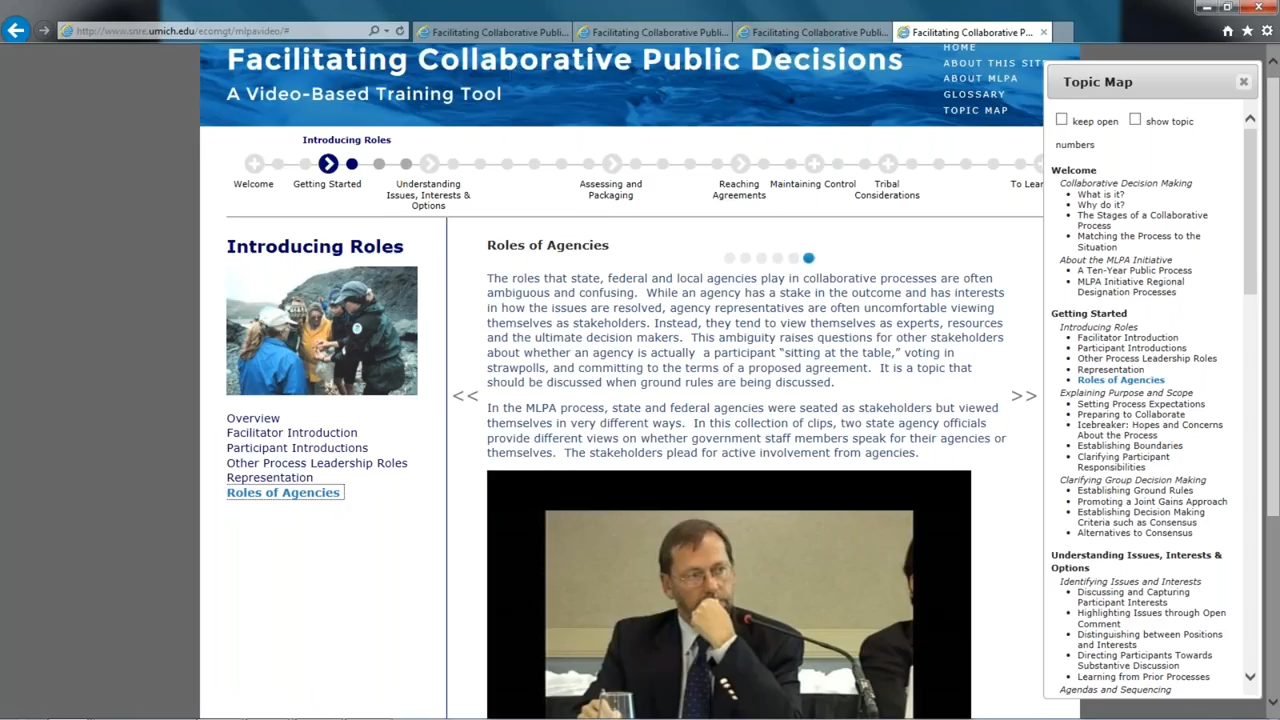 http://www.snre.umich.edu/ecomgt/mlpavideo/#
Facilitating Collaborative Publi...
Facilitating Collaborative Publi...
Facilitating Collaborative Publi...
Facilitating Collaborative P...
Facilitating Collaborative Public Decisions
A Video-Based Training Tool
HOME
ABOUT THIS SITE
ABOUT MLPA
GLOSSARY
TOPIC MAP
Introducing Roles
Welcome
Getting Started
Understanding
Issues, Interests &
Options
Assessing and
Packaging
Reaching
Agreements
Maintaining Control
Tribal
Considerations
To Lear
Introducing Roles
Overview
Facilitator Introduction
Participant Introductions
Other Process Leadership Roles
Representation
Roles of Agencies
Roles of Agencies
The roles that state, federal and local agencies play in collaborative processes are often
ambiguous and confusing. While an agency has a stake in the outcome and has interests
in how the issues are resolved, agency representatives are often uncomfortable viewing
themselves as stakeholders. Instead, they tend to view themselves as experts, resources
and the ultimate decision makers. This ambiguity raises questions for other stakeholders
about whether an agency is actually a participant “sitting at the table,” voting in
strawpolls, and committing to the terms of a proposed agreement. It is a topic that
should be discussed when ground rules are being discussed.
In the MLPA process, state and federal agencies were seated as stakeholders but viewed
themselves in very different ways. In this collection of clips, two state agency officials
provide different views on whether government staff members speak for their agencies or
themselves. The stakeholders plead for active involvement from agencies.
<<
>>
Topic Map
keep open
show topic
numbers
Welcome
Collaborative Decision Making
What is it?
Why do it?
The Stages of a Collaborative
Process
Matching the Process to the
Situation
About the MLPA Initiative
A Ten-Year Public Process
MLPA Initiative Regional
Designation Processes
Getting Started
Introducing Roles
Facilitator Introduction
Participant Introductions
Other Process Leadership Roles
Representation
Roles of Agencies
Explaining Purpose and Scope
Setting Process Expectations
Preparing to Collaborate
Icebreaker: Hopes and Concerns
About the Process
Establishing Boundaries
Clarifying Participant
Responsibilities
Clarifying Group Decision Making
Establishing Ground Rules
Promoting a Joint Gains Approach
Establishing Decision Making
Criteria such as Consensus
Alternatives to Consensus
Understanding Issues, Interests &
Options
Identifying Issues and Interests
Discussing and Capturing
Participant Interests
Highlighting Issues through Open
Comment
Distinguishing between Positions
and Interests
Directing Participants Towards
Substantive Discussion
Learning from Prior Processes
Agendas and Sequencing